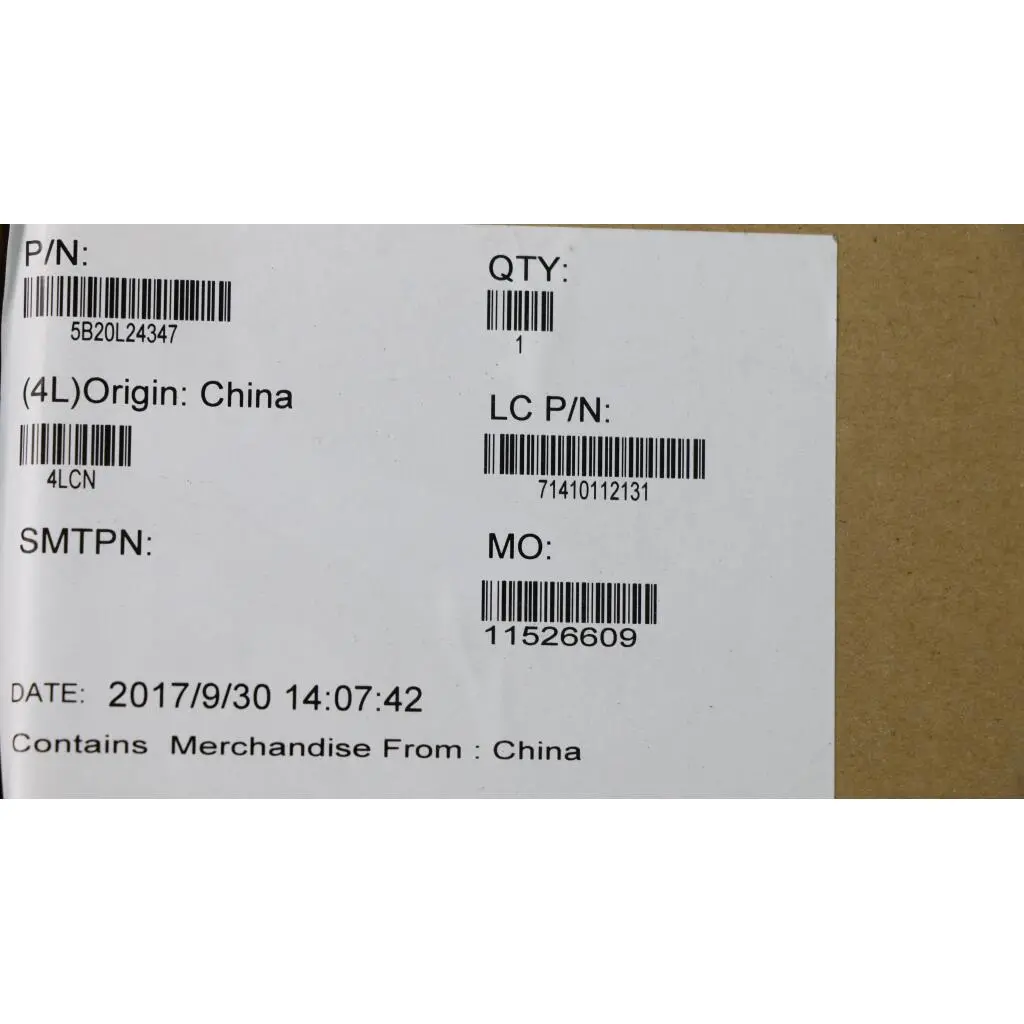 P/N:
5B20L24347
QTY:
1
(4L)Origin: China
4LCN
LC P/N:
71410112131
SMTPN:
MO:
11526609
DATE: 2017/9/30 14:07:42
Contains Merchandise From : China